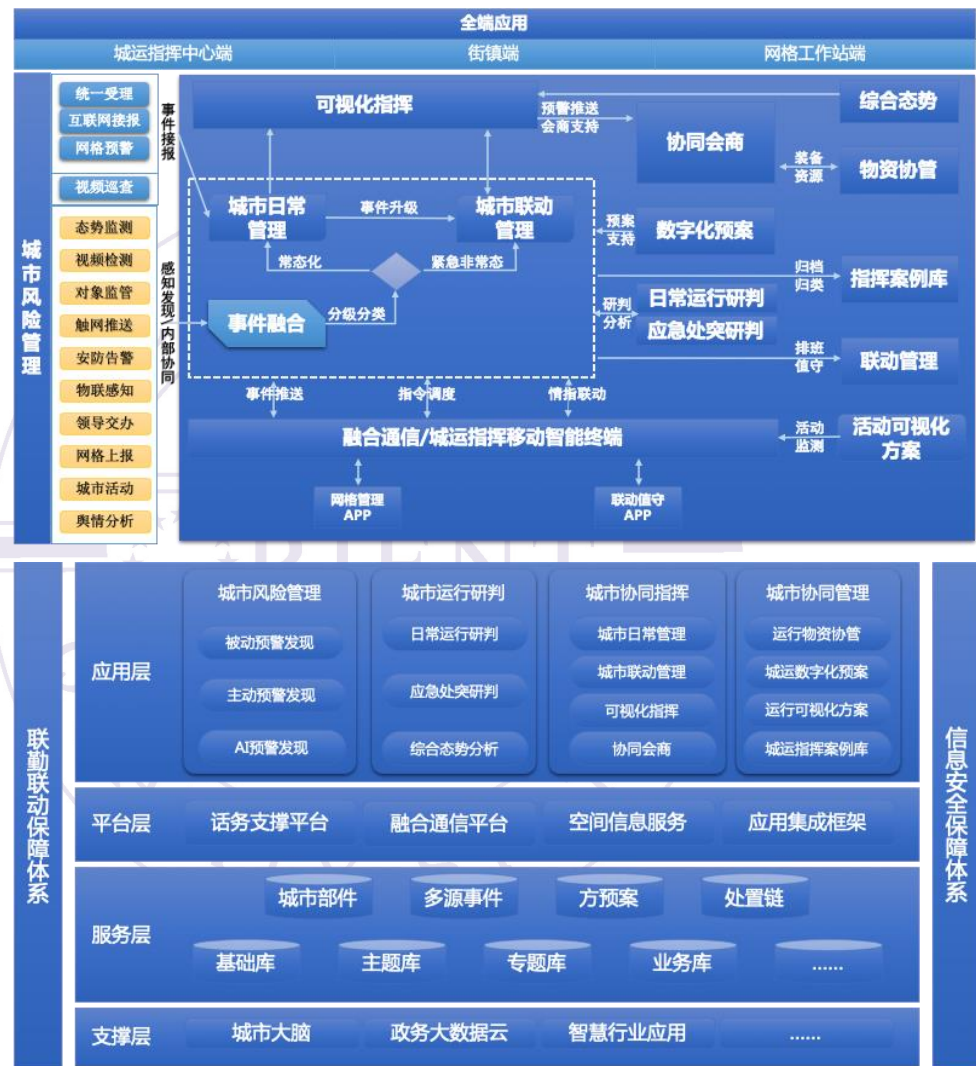 全端应用
城运指挥中心端
街镇端
网格工作站端
城市风险管理
统一受理
互联网接报
网格预警
视频巡查
态势监测
视频检测
对象监管
触网推送
安防告警
物联感知
领导交办
网格上报
城市活动
舆情分析
事件接报
感知发现/内部协同
可视化指挥
预警推送
会商支持
协同会商
综合态势
装备
资源
物资协管
城市日常
管理
事件升级
城市联动
管理
预案
支持
数字化预案
常态化
紧急非常态
归档
归类
指挥案例库
事件融合
分级分类
研判
分析
日常运行研判
应急处突研判
排班
值守
联动管理
事件推送
指令调度
情指联动
融合通信/城运指挥移动智能终端
活动
监测
活动可视化
方案
网格管理
APP
联动值守
APP
联勤联动保障体系
应用层
城市风险管理
被动预警发现
主动预警发现
AI预警发现
城市运行研判
日常运行研判
应急处突研判
综合态势分析
城市协同指挥
城市日常管理
城市联动管理
可视化指挥
协同会商
城市协同管理
运行物资协管
城运数字化预案
运行可视化方案
城运指挥案例库
平台层
话务支撑平台
融合通信平台
空间信息服务
应用集成框架
服务层
城市部件
多源事件
方预案
处置链
基础库
主题库
专题库
业务库
......
支撑层
城市大脑
政务大数据云
智慧行业应用
......
信息安全保障体系